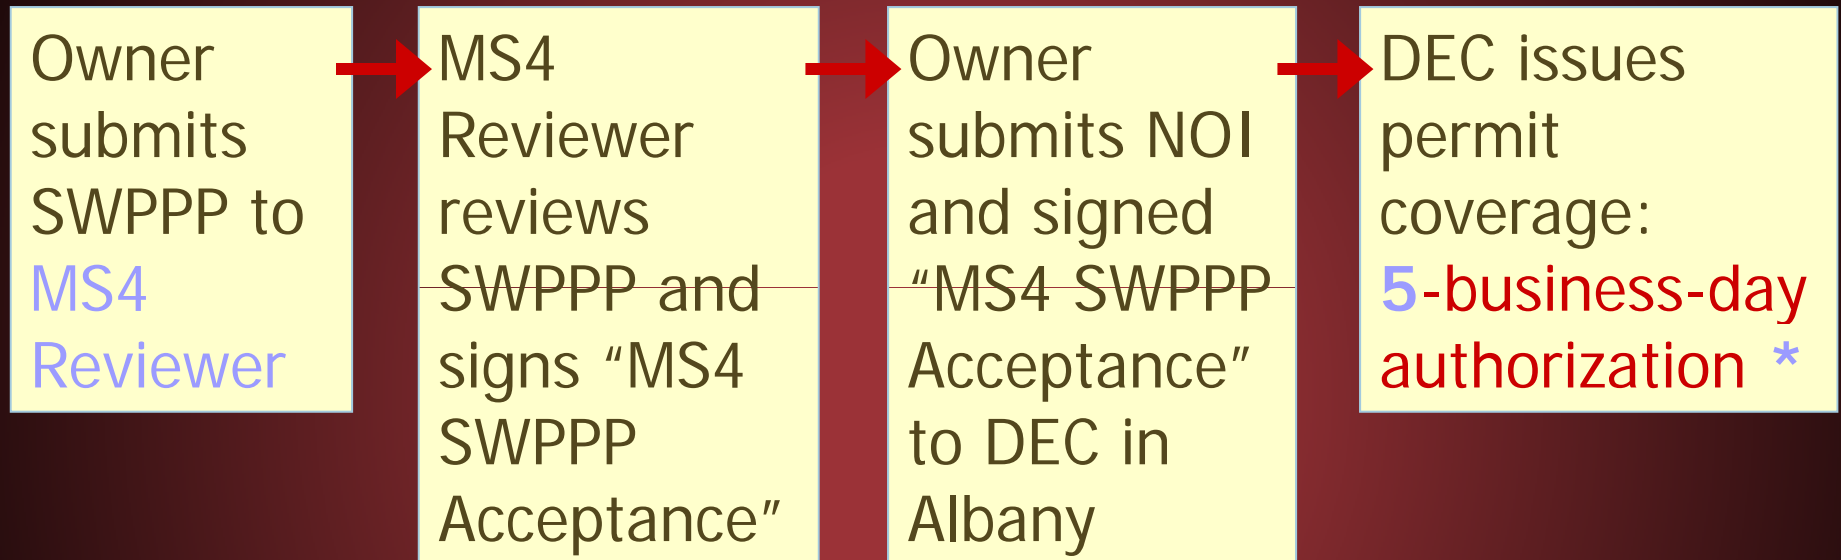 Owner
submits
SWPPP to
MS4
Reviewer
MS4
Reviewer
reviews
SWPPP and
signs “MS4
SWPPP
Acceptance”
Owner
submits NOI
and signed
“MS4 SWPPP
Acceptance”
to DEC in
Albany
DEC issues
permit
coverage:
5-business-day
authorization *